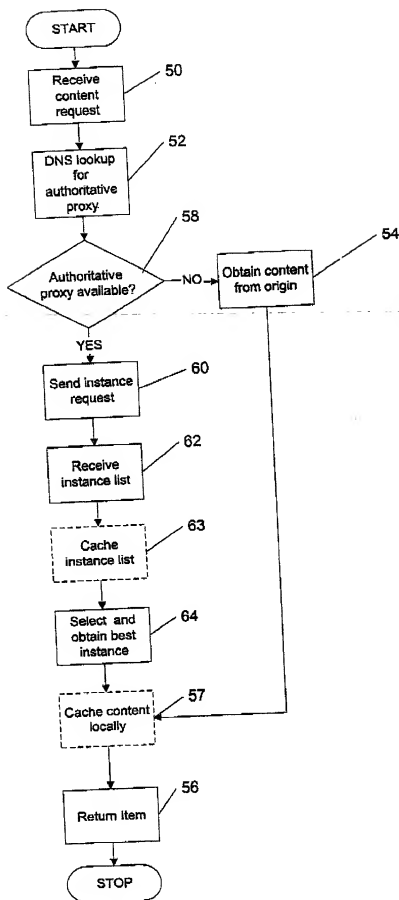 START
Receive
content
request
50
DNS lookup
for
authoritative
proxy
52
Authoritative
proxy available?
58
NO
Obtain content
from origin
54
YES
Send instance
request
60
Receive
instance list
62
Cache
instance list
63
Select and
obtain best
instance
64
Cache content
locally
57
Return item
56
STOP